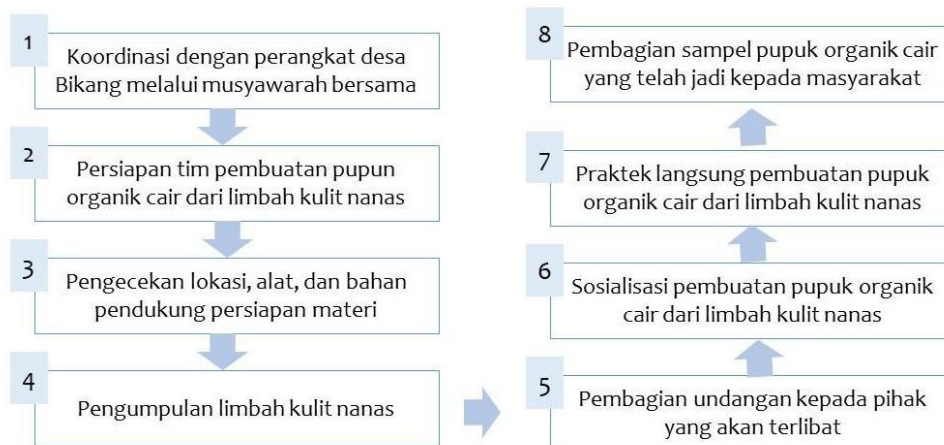 1
Koordinasi dengan perangkat desa
Bikang melalui musyawarah bersama
2
Persiapan tim pembuatan pupun
organik cair dari limbah kulit nanas
3
Pengecekan lokasi, alat, dan bahan
pendukung persiapan materi
4
Pengumpulan limbah kulit nanas
5
Pembagian undangan kepada pihak
yang akan terlibat
6
Sosialisasi pembuatan pupuk organik
cair dari limbah kulit nanas
7
Praktek langsung pembuatan pupuk
organik cair dari limbah kulit nanas
8
Pembagian sampel pupuk organik cair
yang telah jadi kepada masyarakat